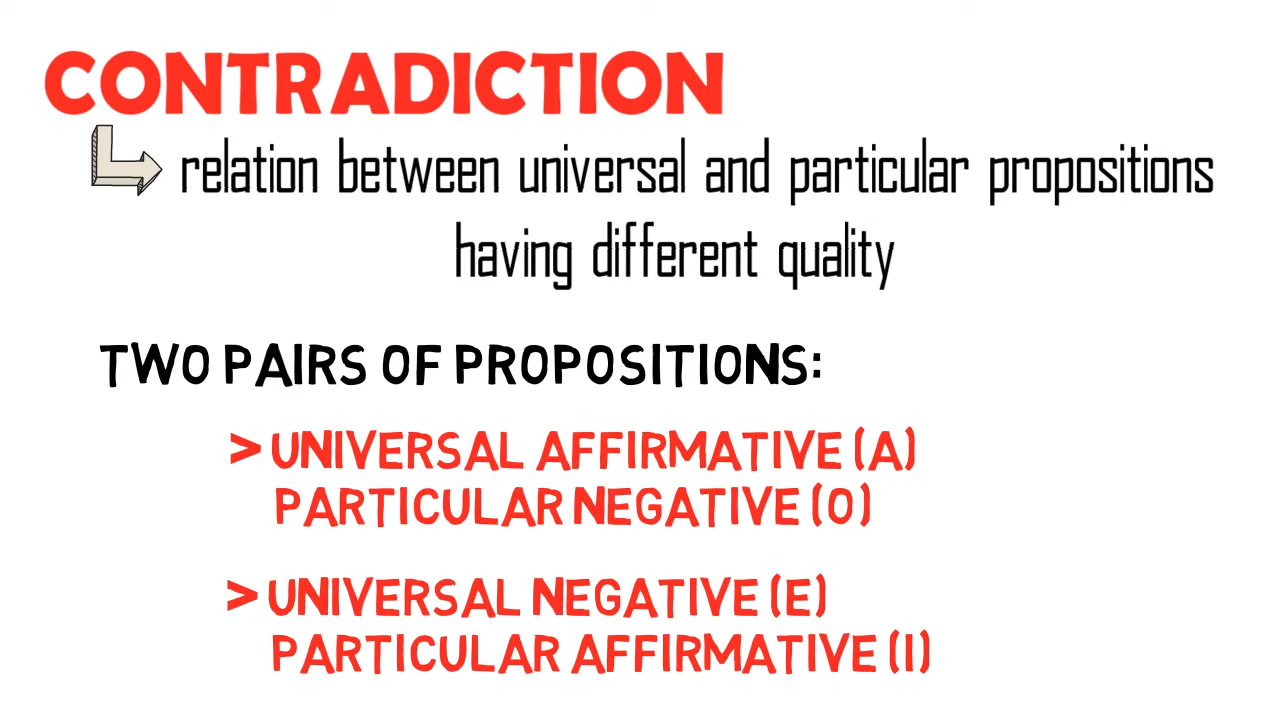 CONTRADICTION
relation between universal and particular propositions
having different quality
TWO PAIRS OF PROPOSITIONS:
> UNIVERSAL AFFIRMATIVE (A)
PARTICULAR NEGATIVE (O)
> UNIVERSAL NEGATIVE (E)
PARTICULAR AFFIRMATIVE (I)